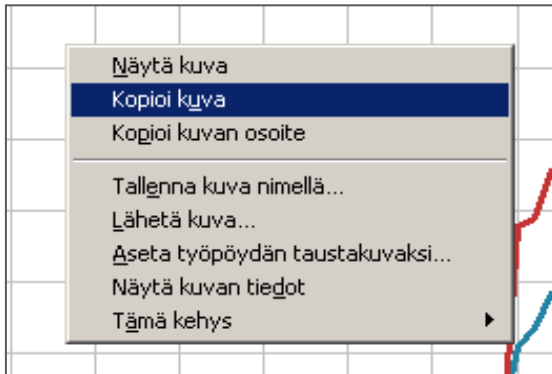 Näytä kuva
Kopioi kuva
Kopioi kuvan osoite
Tallenna kuva nimellä...
Lähetä kuva...
Aseta työpöydän taustakuvaksi...
Näytä kuvan tiedot
Tämä kehys